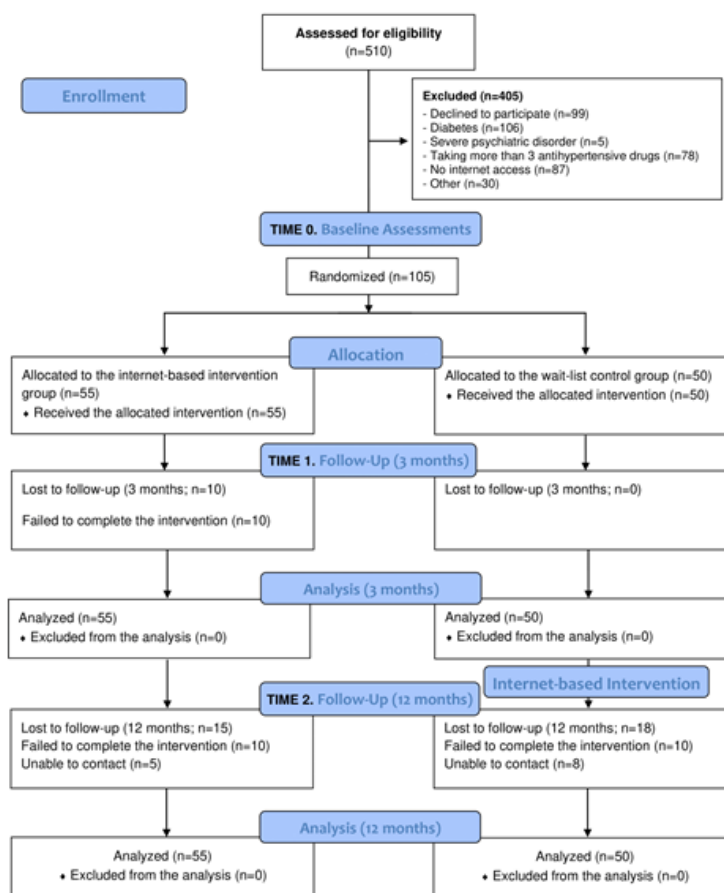 Assessed for eligibility
(n=510)
Enrollment
Excluded (n=405)
- Declined to participate (n=99)
- Diabetes (n=106)
- Severe psychiatric disorder (n=5)
- Taking more than 3 antihypertensive drugs (n=78)
- No internet access (n=87)
- Other (n=30)
TIME 0. Baseline Assessments
Randomized (n=105)
Allocation
Allocated to the internet-based intervention
group (n=55)
♦ Received the allocated intervention (n=55)
Allocated to the wait-list control group (n=50)
♦ Received the allocated intervention (n=50)
TIME 1. Follow-Up (3 months)
Lost to follow-up (3 months; n=10)
Failed to complete the intervention (n=10)
Lost to follow-up (3 months; n=0)
Analysis (3 months)
Analyzed (n=55)
♦ Excluded from the analysis (n=0)
Analyzed (n=50)
♦ Excluded from the analysis (n=0)
Internet-based Intervention
TIME 2. Follow-Up (12 months)
Lost to follow-up (12 months; n=15)
Failed to complete the intervention (n=10)
Unable to contact (n=5)
Lost to follow-up (12 months; n=18)
Failed to complete the intervention (n=10)
Unable to contact (n=8)
Analysis (12 months)
Analyzed (n=55)
♦ Excluded from the analysis (n=0)
Analyzed (n=50)
♦ Excluded from the analysis (n=0)